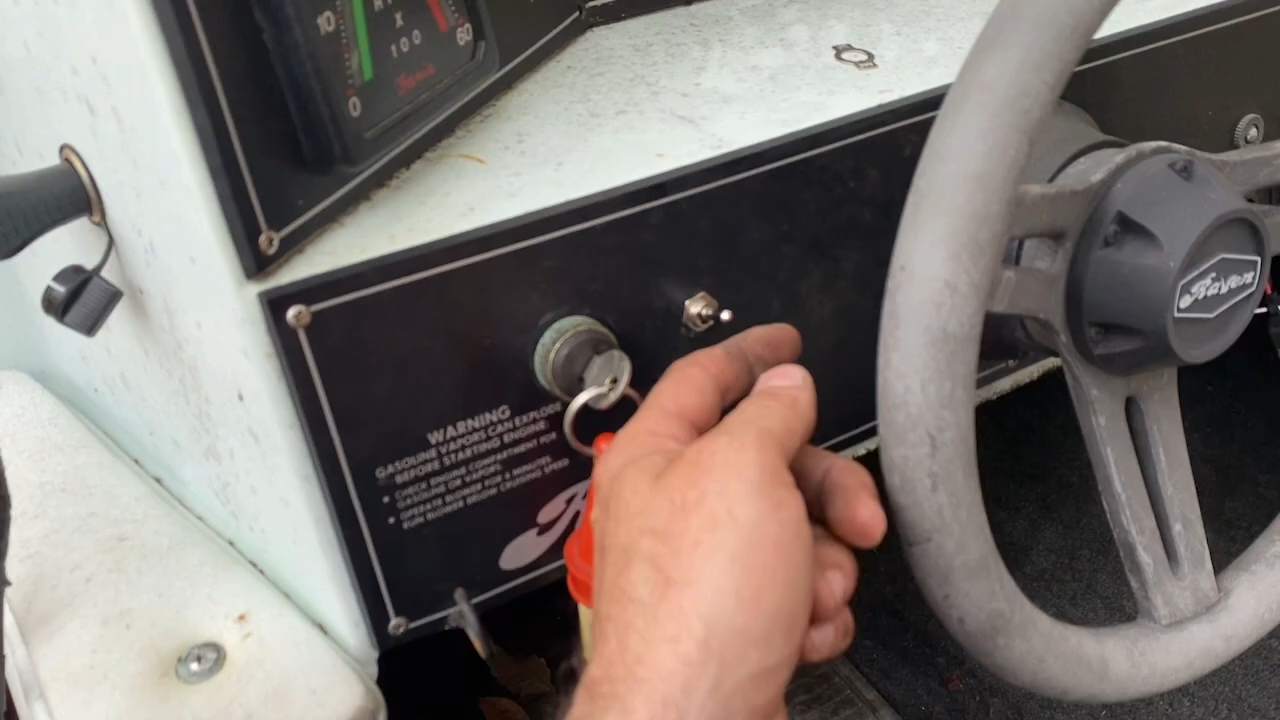 10
X
100
60
0
Faria
WARNING
GASOLINE VAPORS CAN EXPLODE
BEFORE STARTING ENGINE:
• CHECK ENGINE COMPARTMENT FOR
GASOLINE OR VAPORS.
• OPERATE BLOWER FOR 4 MINUTES.
RUN BLOWER BELOW CRUISING SPEED
Raven